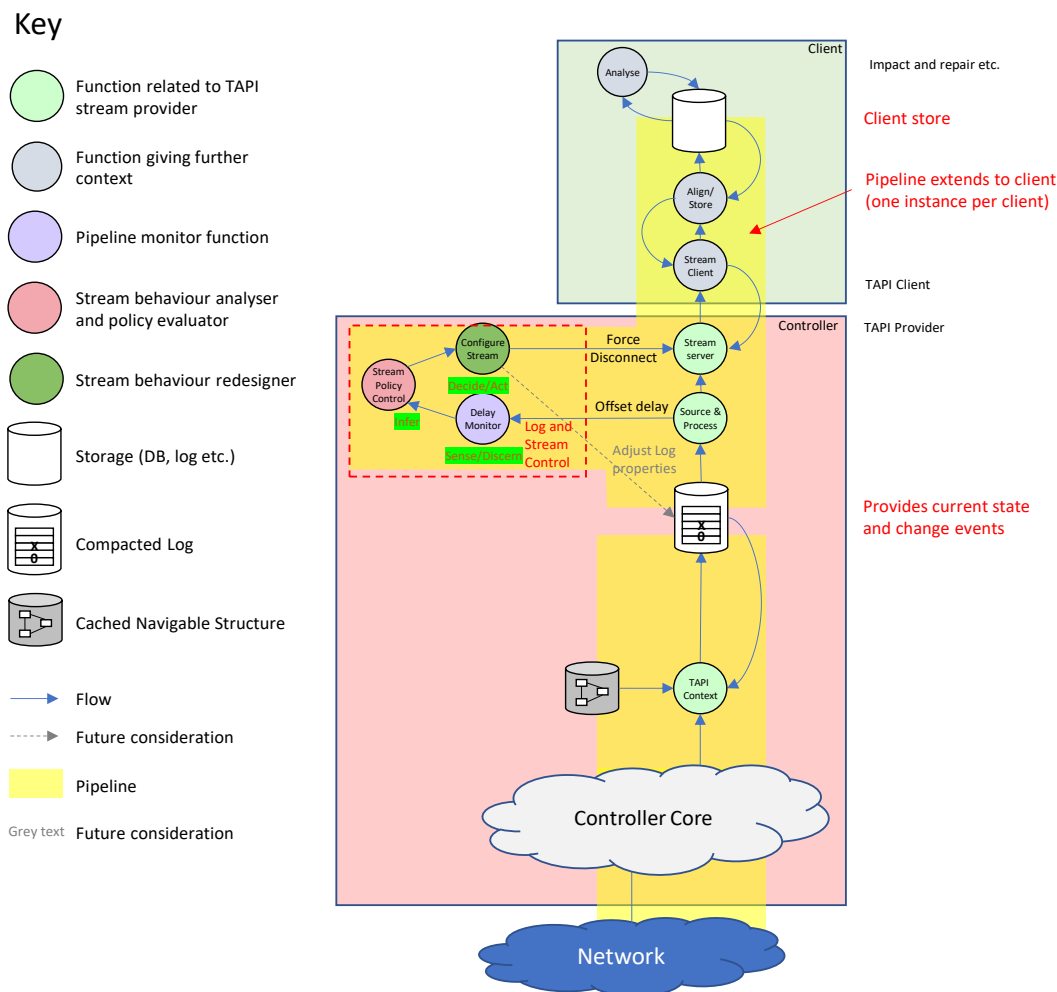 Key
Function related to TAPI
stream provider
Function giving further
context
Pipeline monitor function
Stream behaviour analyser
and policy evaluator
Stream behaviour redesigner
Storage (DB, log etc.)
x
0
Compacted Log
Cached Navigable Structure
Flow
Future consideration
Pipeline
Grey text
Future consideration
Client
Analyse
Impact and repair etc.
Client store
Align/
Store
Pipeline extends to client
(one instance per client)
Stream
Client
TAPI Client
TAPI Provider
Controller
Configure
Stream
Force
Disconnect
Stream
server
Stream
Policy
Control
Decide/Act
Infer
Delay
Monitor
Offset delay
Source &
Process
Sense/Discern
Log and
Stream
Control
Adjust Log
properties
x
0
Provides current state
and change events
TAPI
Context
Controller Core
Network